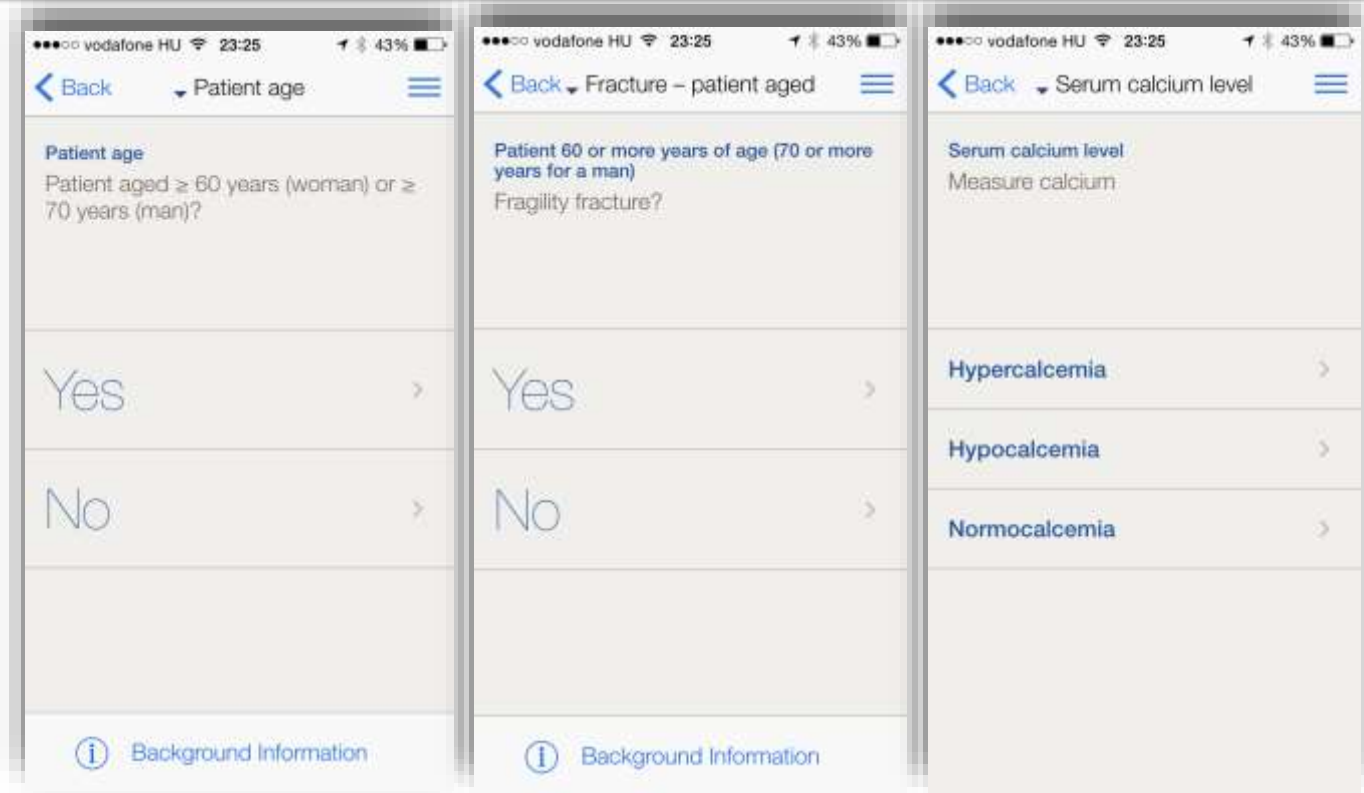 vodafone HU 23:25 43%
Back Patient age
Patient age
Patient aged ≥ 60 years (woman) or ≥
70 years (man)?
Yes
No
Background Information
vodafone HU 23:25 43%
Back Fracture – patient aged
Patient 60 or more years of age (70 or more
years for a man)
Fragility fracture?
Yes
No
Background Information
vodafone HU 23:25 43%
Back Serum calcium level
Serum calcium level
Measure calcium
Hypercalcemia
Hypocalcemia
Normocalcemia